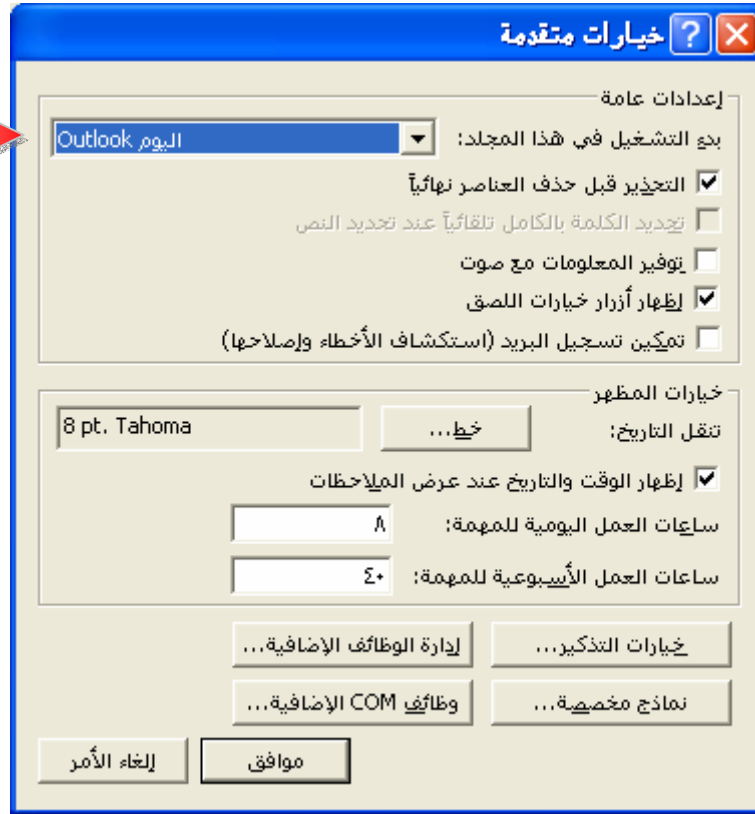 خيارات متقدمة
إعدادات عامة
بدء التشغيل في هذا المجلد: Outlook اليوم
التحذير قبل حذف العناصر نهائياً
تحديد الكلمة بالكامل تلقائياً عند تحديد النص
توفير المعلومات مع صوت
إظهار أزرار خيارات اللصق
تمكين تسجيل البريد (استكشاف الأخطاء وإصلاحها)
خيارات المظهر
تنقل التاريخ: خط... 8 pt. Tahoma
إظهار الوقت والتاريخ عند عرض الملاحظات
ساعات العمل اليومية للمهمة: ٨
ساعات العمل الأسبوعية للمهمة: ٤٠
خيارات التذكير... إدارة الوظائف الإضافية...
نماذج مخصصة... وظائف COM الإضافية...
موافق إلغاء الأمر